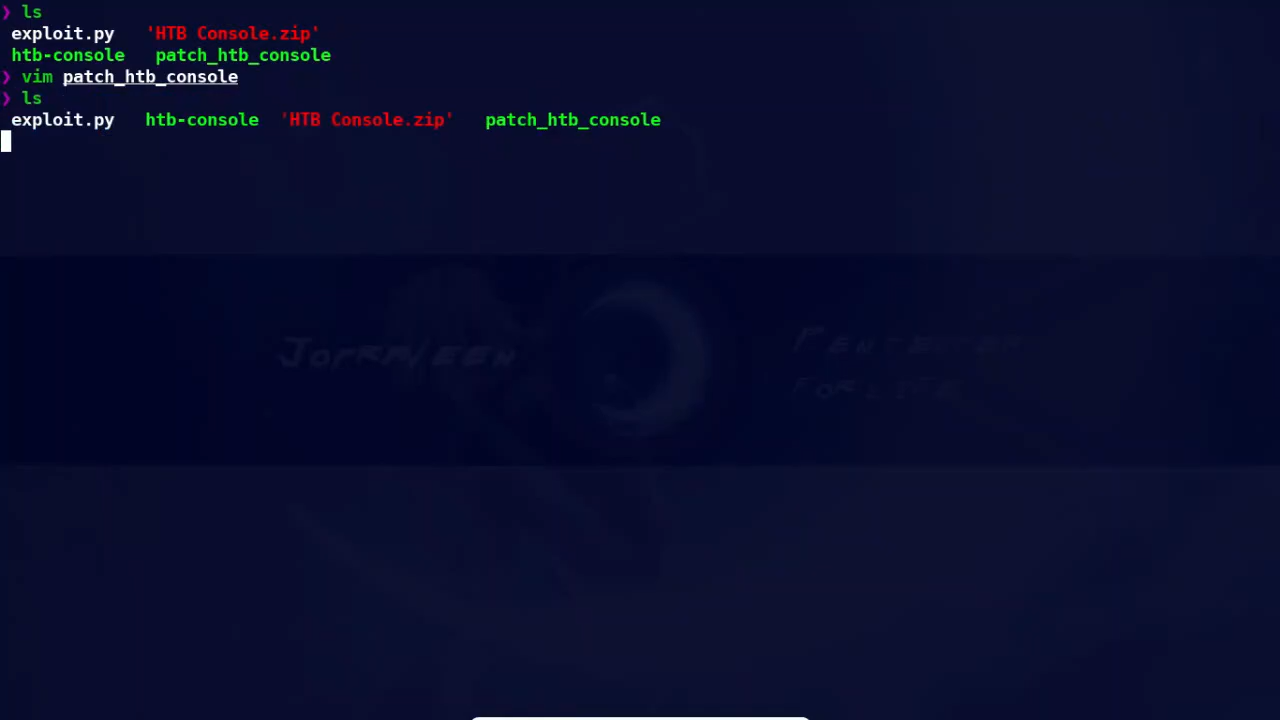 ❯ ls
exploit.py 'HTB Console.zip'
htb-console patch_htb_console
❯ vim patch_htb_console
❯ ls
exploit.py htb-console 'HTB Console.zip' patch_htb_console